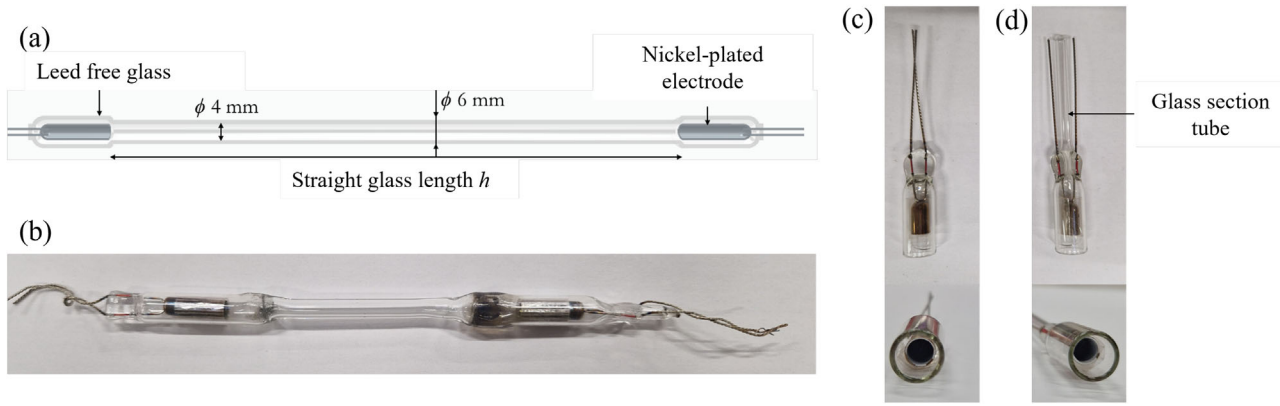 (a)
Leed free glass
ϕ 4 mm
ϕ 6 mm
Nickel-plated
electrode
Straight glass length h
(b)
(c)
(d)
Glass section
tube